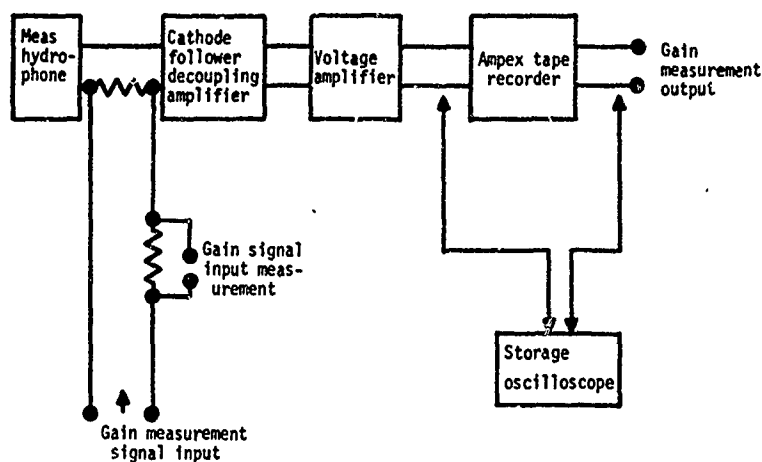 Meas
hydro-
phone
Cathode
follower
decoupling
amplifier
Voltage
amplifier
Ampex tape
recorder
Gain
measurement
output
Gain signal
input meas-
urement
Storage
oscilloscope
Gain measurement
signal input